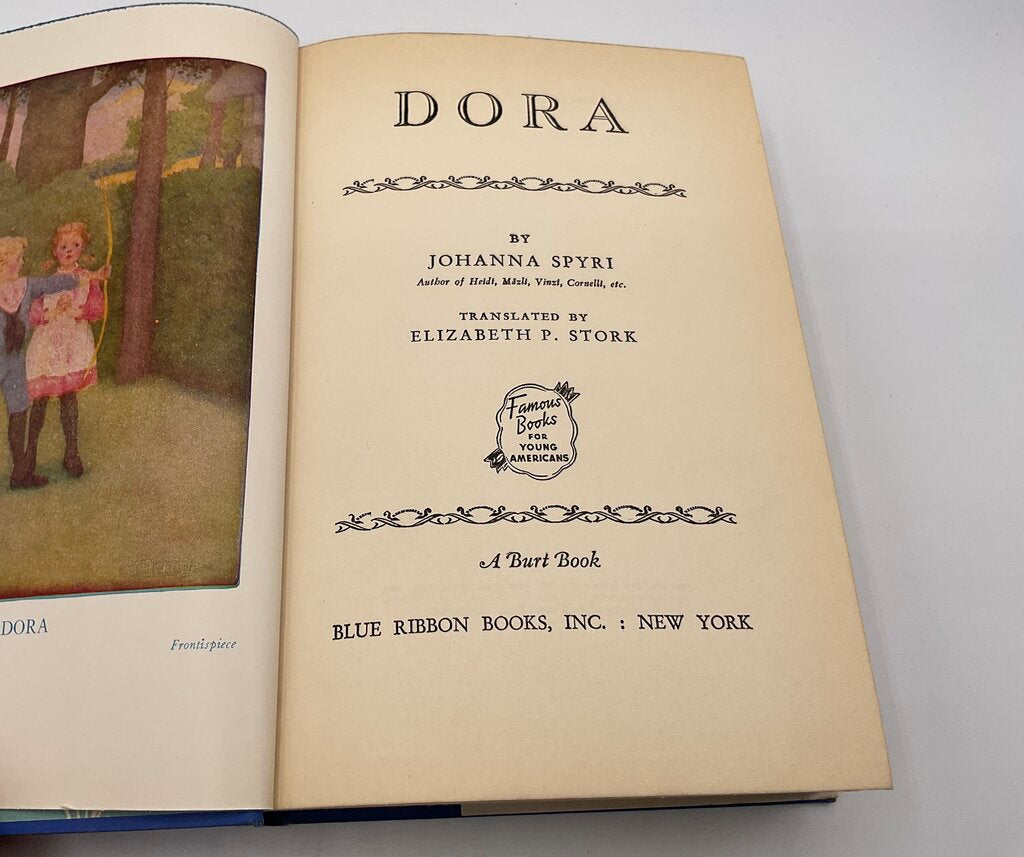 DORA
Frontispiece
DORA
BY
JOHANNA SPYRI
Author of Heidi, Mäzli, Vinzi, Cornelli, etc.
TRANSLATED BY
ELIZABETH P. STORK
Famous
Books
FOR
YOUNG
AMERICANS
A Burt Book
BLUE RIBBON BOOKS, INC. : NEW YORK